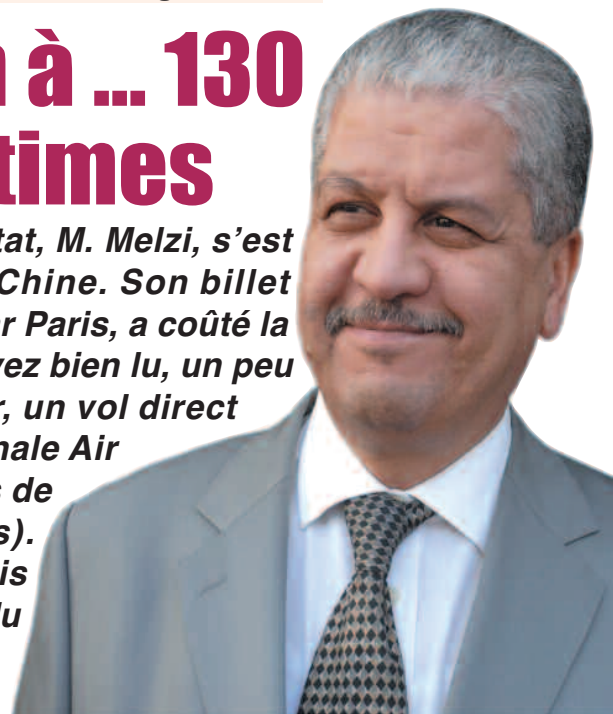 à ... 130
times
tat, M. Melzi, s'est
Chine. Son billet
r Paris, a coûté la
vez bien lu, un peu
r, un vol direct
nale Air
de
s).
is
lu